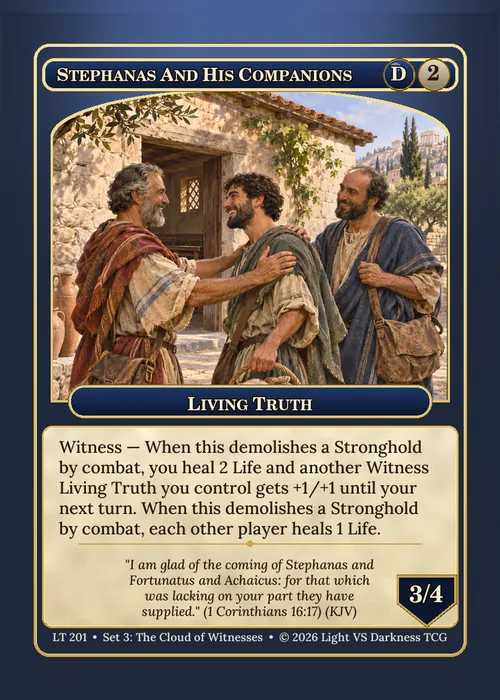 Stephanas And His Companions D 2
Living Truth
Witness — When this demolishes a Stronghold
by combat, you heal 2 Life and another Witness
Living Truth you control gets +1/+1 until your
next turn. When this demolishes a Stronghold
by combat, each other player heals 1 Life.
"I am glad of the coming of Stephanas and
Fortunatus and Achaicus: for that which
was lacking on your part they have
supplied." (1 Corinthians 16:17) (KJV)
3/4
LT 201 • Set 3: The Cloud of Witnesses • © 2026 Light VS Darkness TCG